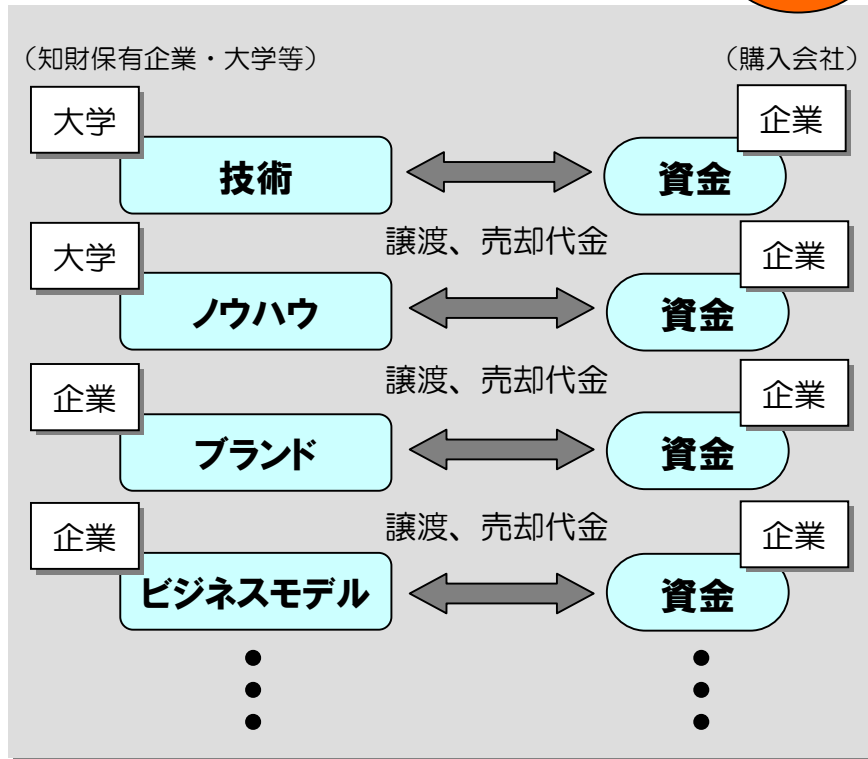 （知財保有企業・大学等）
（購入会社）
大学
企業
技術
資金
譲渡、売却代金
大学
企業
ノウハウ
資金
譲渡、売却代金
企業
企業
ブランド
資金
譲渡、売却代金
企業
企業
ビジネスモデル
資金